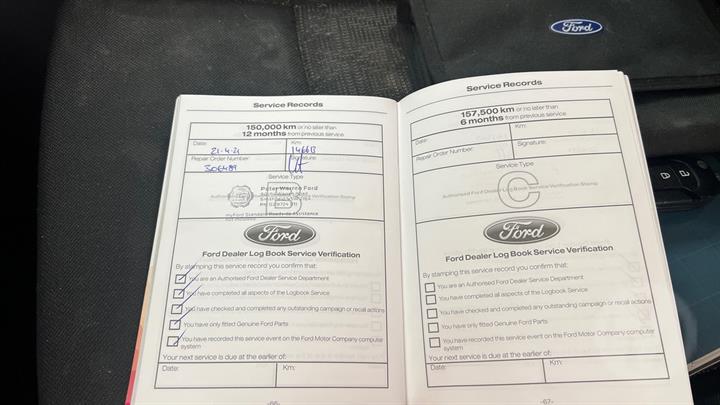 Ford
Service Records
150,000 km or no later than
12 months from previous service
Date:
Km:
21-4-21
Repair Order Number:
Signature:
306489
Service Type
B
Peter Warren Ford
myFord Standard Roadside Assistance
Ford
Ford Dealer Log Book Service Verification
By stamping this service record you confirm that:
You are an Authorised Ford Dealer Service Department
You have completed all aspects of the Logbook Service
You have checked and completed any outstanding campaign or recall actions
You have only fitted Genuine Ford Parts
You have recorded this service event on the Ford Motor Company computer
system
Your next service is due at the earlier of:
Date:
Km:
-66-
Service Records
157,500 km or no later than
6 months from previous service
Date:
Km:
Repair Order Number:
Signature:
Service Type
Authorised Ford Dealer Log Book Service Verification Stamp
C
Ford
Ford Dealer Log Book Service Verification
By stamping this service record you confirm that:
You are an Authorised Ford Dealer Service Department
You have completed all aspects of the Logbook Service
You have checked and completed any outstanding campaign or recall actions
You have only fitted Genuine Ford Parts
You have recorded this service event on the Ford Motor Company computer
system
Your next service is due at the earlier of:
Date:
Km:
-67-